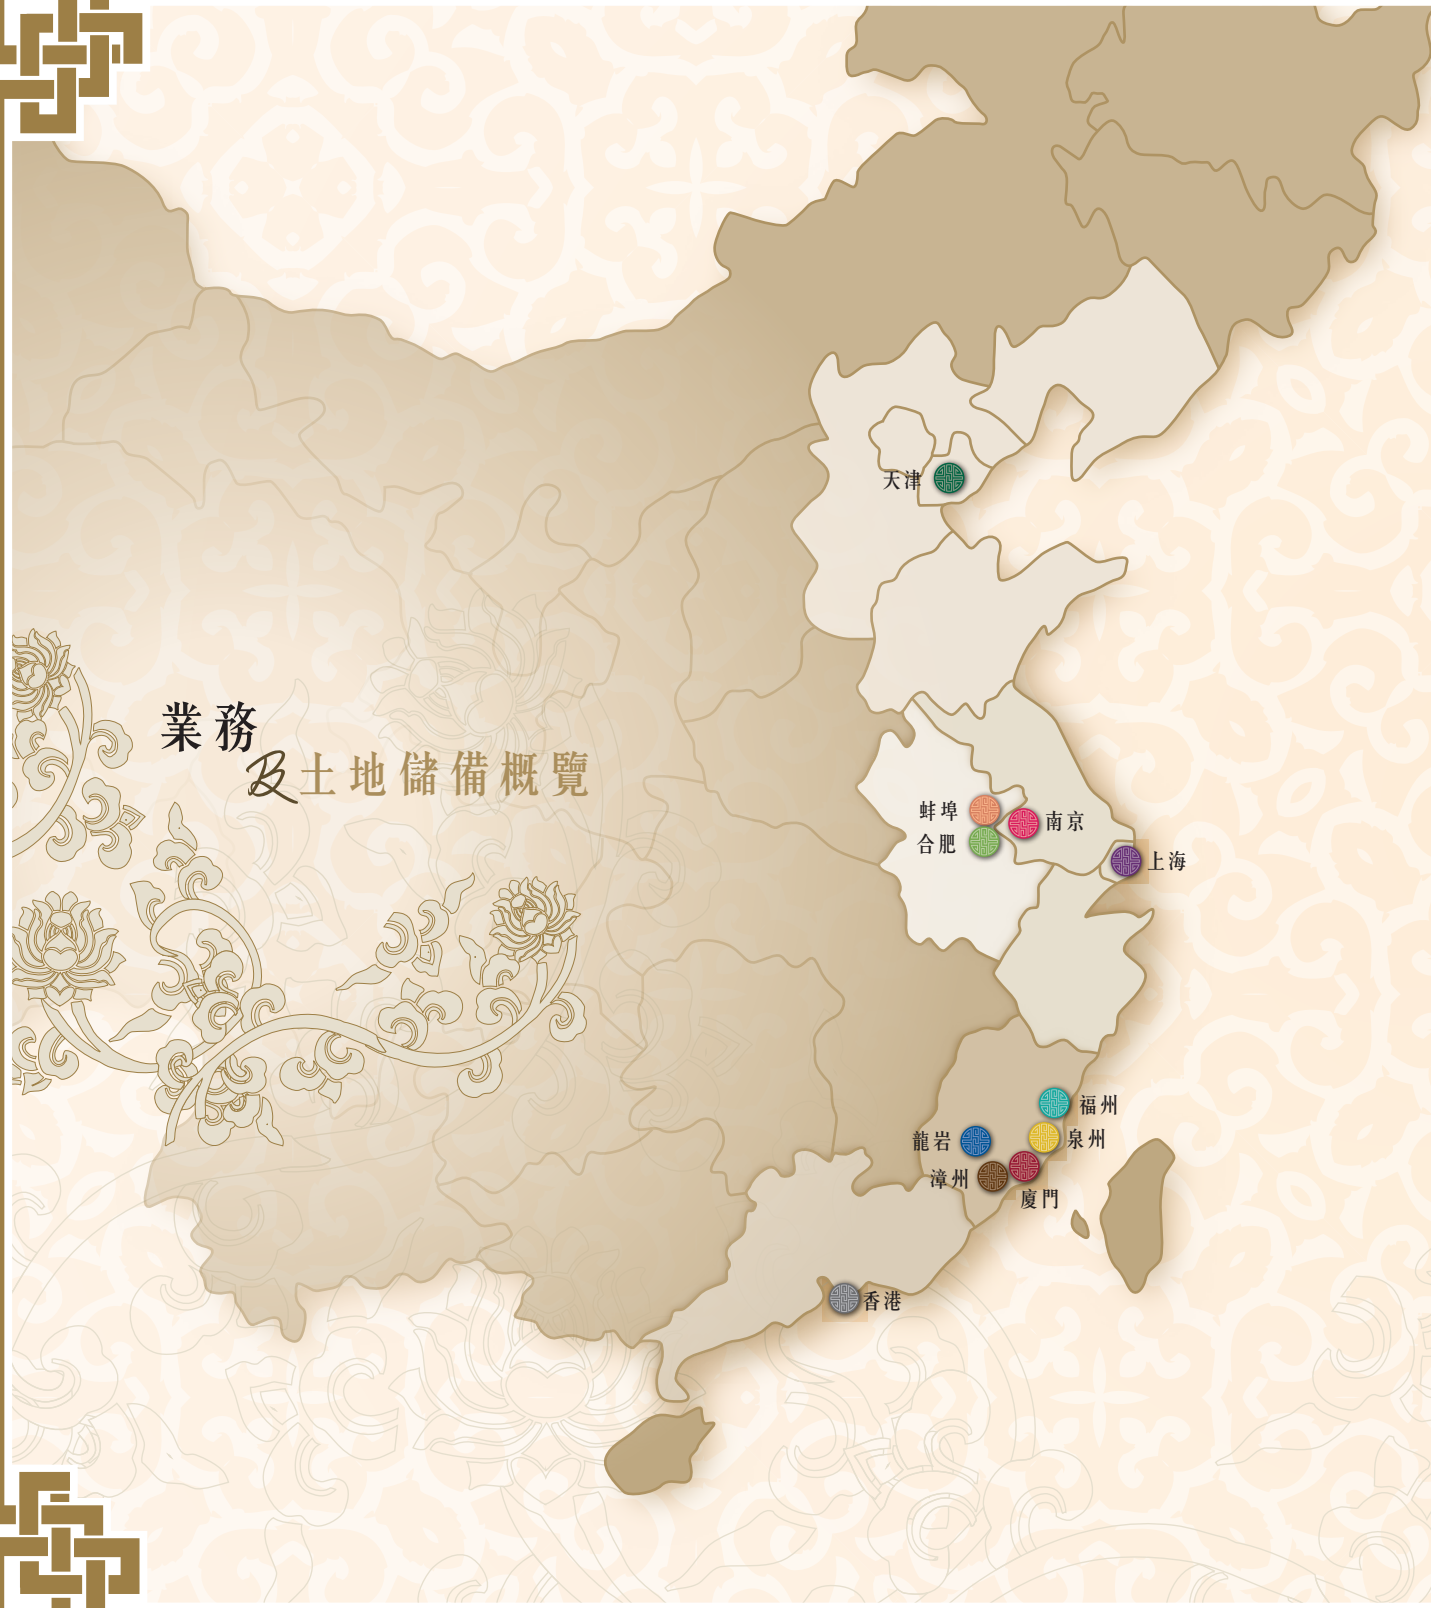 業務
及土地儲備概覽
天津
蚌埠
南京
合肥
上海
福州
龍岩
泉州
漳州
廈門
香港